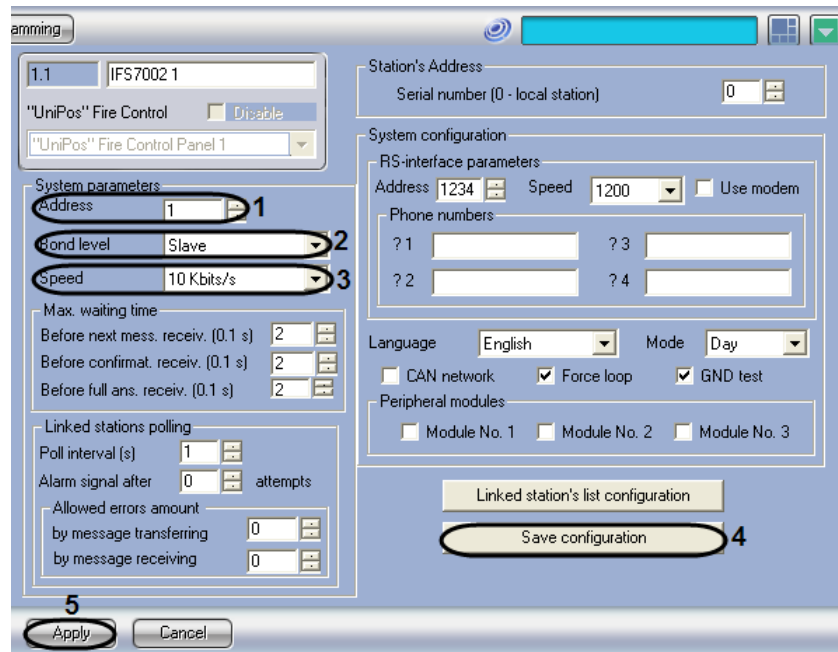 amming
1.1 IFS7002 1
"UniPos" Fire Control Disable
"UniPos" Fire Control Panel 1
System parameters
Address 1 1
Bond level Slave 2
Speed 10 Kbits/s 3
Max. waiting time
Before next mess. receiv. (0.1 s) 2
Before confirmat. receiv. (0.1 s) 2
Before full ans. receiv. (0.1 s) 2
Linked stations polling
Poll interval (s) 1
Alarm signal after 0 attempts
Allowed errors amount
by message transferring 0
by message receiving 0
Station's Address
Serial number (0 - local station) 0
System configuration
RS-interface parameters
Address 1234 Speed 1200 Use modem
Phone numbers
? 1 ? 3
? 2 ? 4
Language English Mode Day
CAN network Force loop GND test
Peripheral modules
Module No. 1 Module No. 2 Module No. 3
Linked station's list configuration
Save configuration 4
5
Apply Cancel